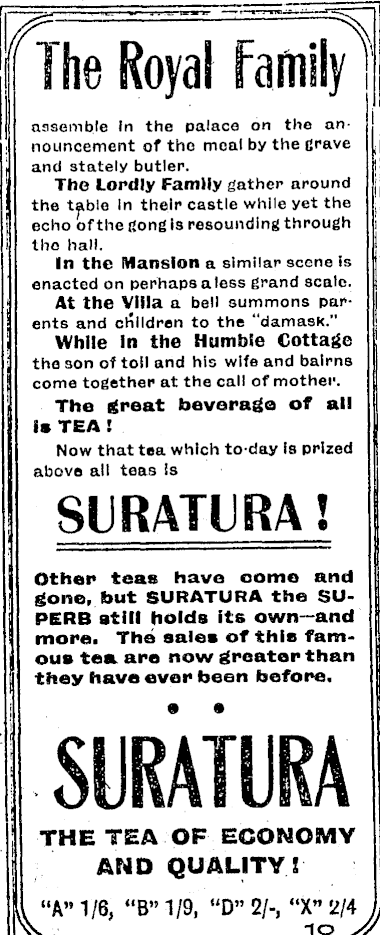 The Royal Family
assemble in the palace on the an-
nouncement of the meal by the grave
and stately butler.
The Lordly Family gather around
the table in their castle while yet the
echo of the gong is resounding through
the hall.
In the Mansion a similar scene is
enacted on perhaps a less grand scale.
At the Villa a bell summons par-
ents and children to the "damask."
While in the Humble Cottage
the son of toil and his wife and bairns
come together at the call of mother.
The great beverage of all
is TEA!
Now that tea which to-day is prized
above all teas is
SURATURA!
Other teas have come and
gone, but SURATURA the SU-
PERB still holds its own—and
more. The sales of this fam-
ous tea are now greater than
they have ever been before.
SURATURA
THE TEA OF ECONOMY
AND QUALITY!
"A" 1/6, "B" 1/9, "D" 2/-, "X" 2/4
10